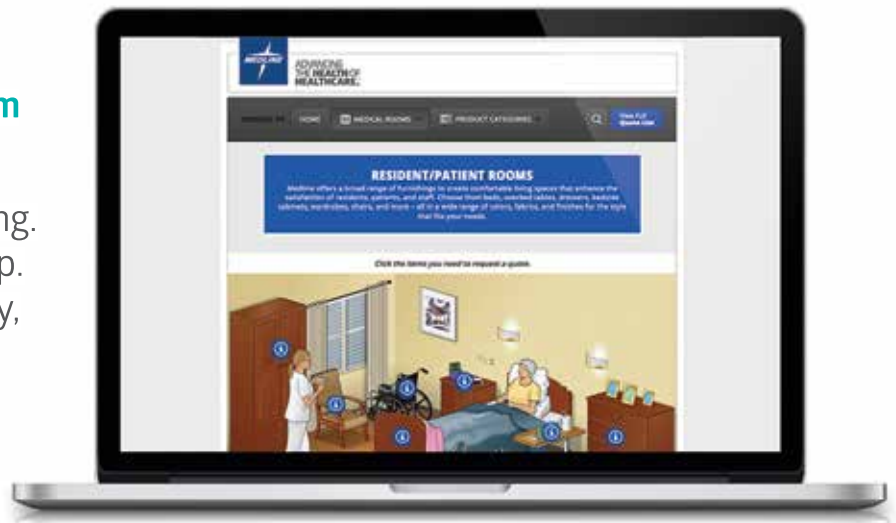 m
ng.
p.
y,
MEDLINE
ADVANCING
THE HEALTH OF
HEALTHCARE.
HOME
MEDICAL ROOMS
PRODUCT CATEGORIES
RESIDENT/PATIENT ROOMS
Medline offers a broad range of furnishings to create comfortable living spaces that enhance the
satisfaction of residents, patients, and staff. Choose from beds, overbed tables, dressers, bedside
cabinets, wardrobes, chairs, and more – all in a wide range of colors, fabrics, and finishes for the style
that fits your needs.
Click the items you need to request a quote.